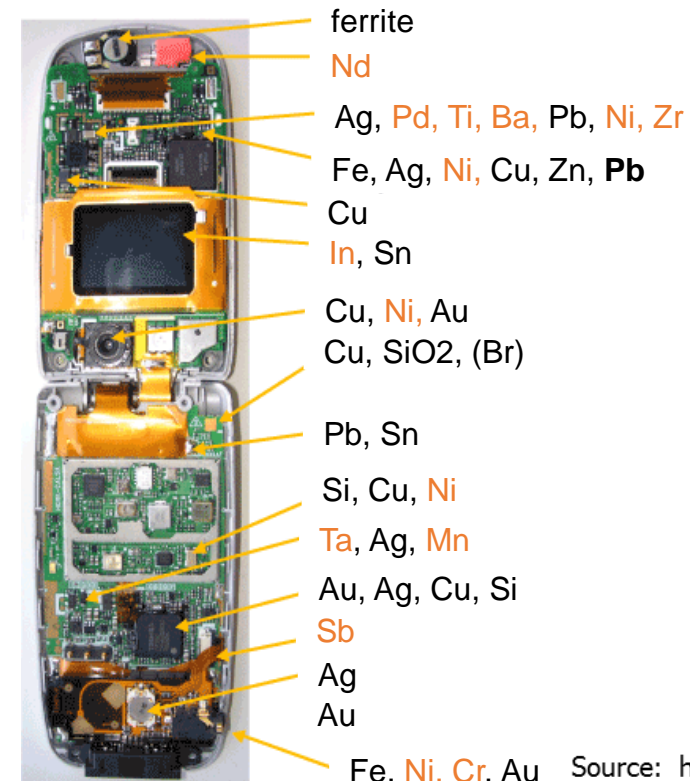 ferrite
Nd
Ag, Pd, Ti, Ba, Pb, Ni, Zr
Fe, Ag, Ni, Cu, Zn, Pb
Cu
In, Sn
Cu, Ni, Au
Cu, SiO2, (Br)
Pb, Sn
Si, Cu, Ni
Ta, Ag, Mn
Au, Ag, Cu, Si
Sb
Ag
Au
Fe, Ni, Cr, Au
Source: h